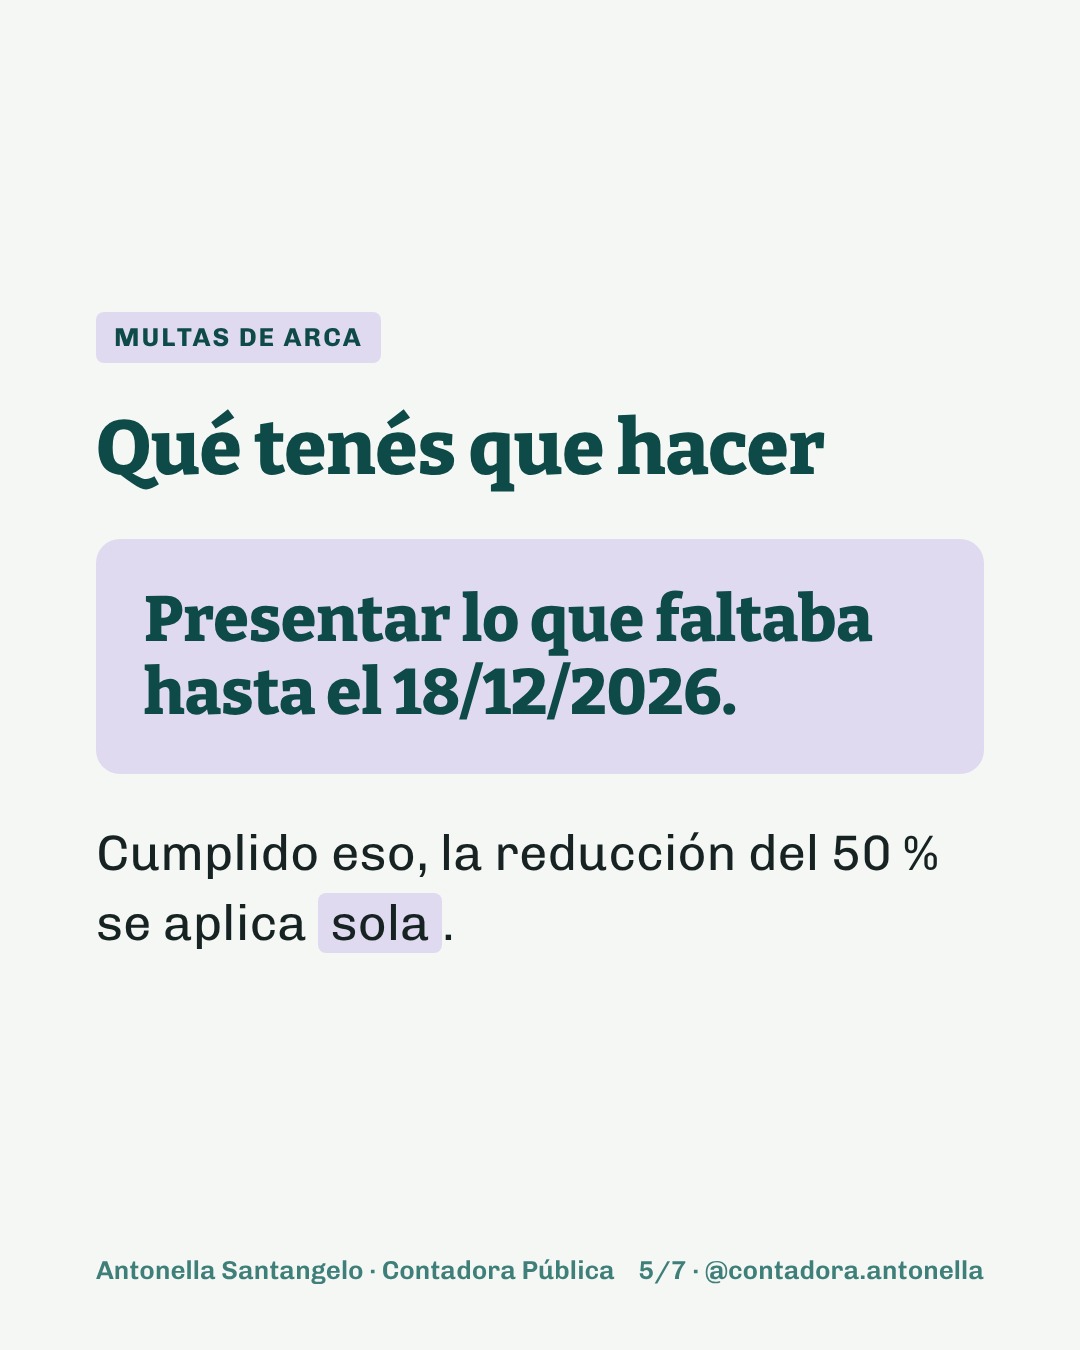 MULTAS DE ARCA
Qué tenés que hacer
Presentar lo que faltaba
hasta el 18/12/2026.
Cumplido eso, la reducción del 50 %
se aplica sola.
Antonella Santangelo · Contadora Pública 5/7 · @contadora.antonella